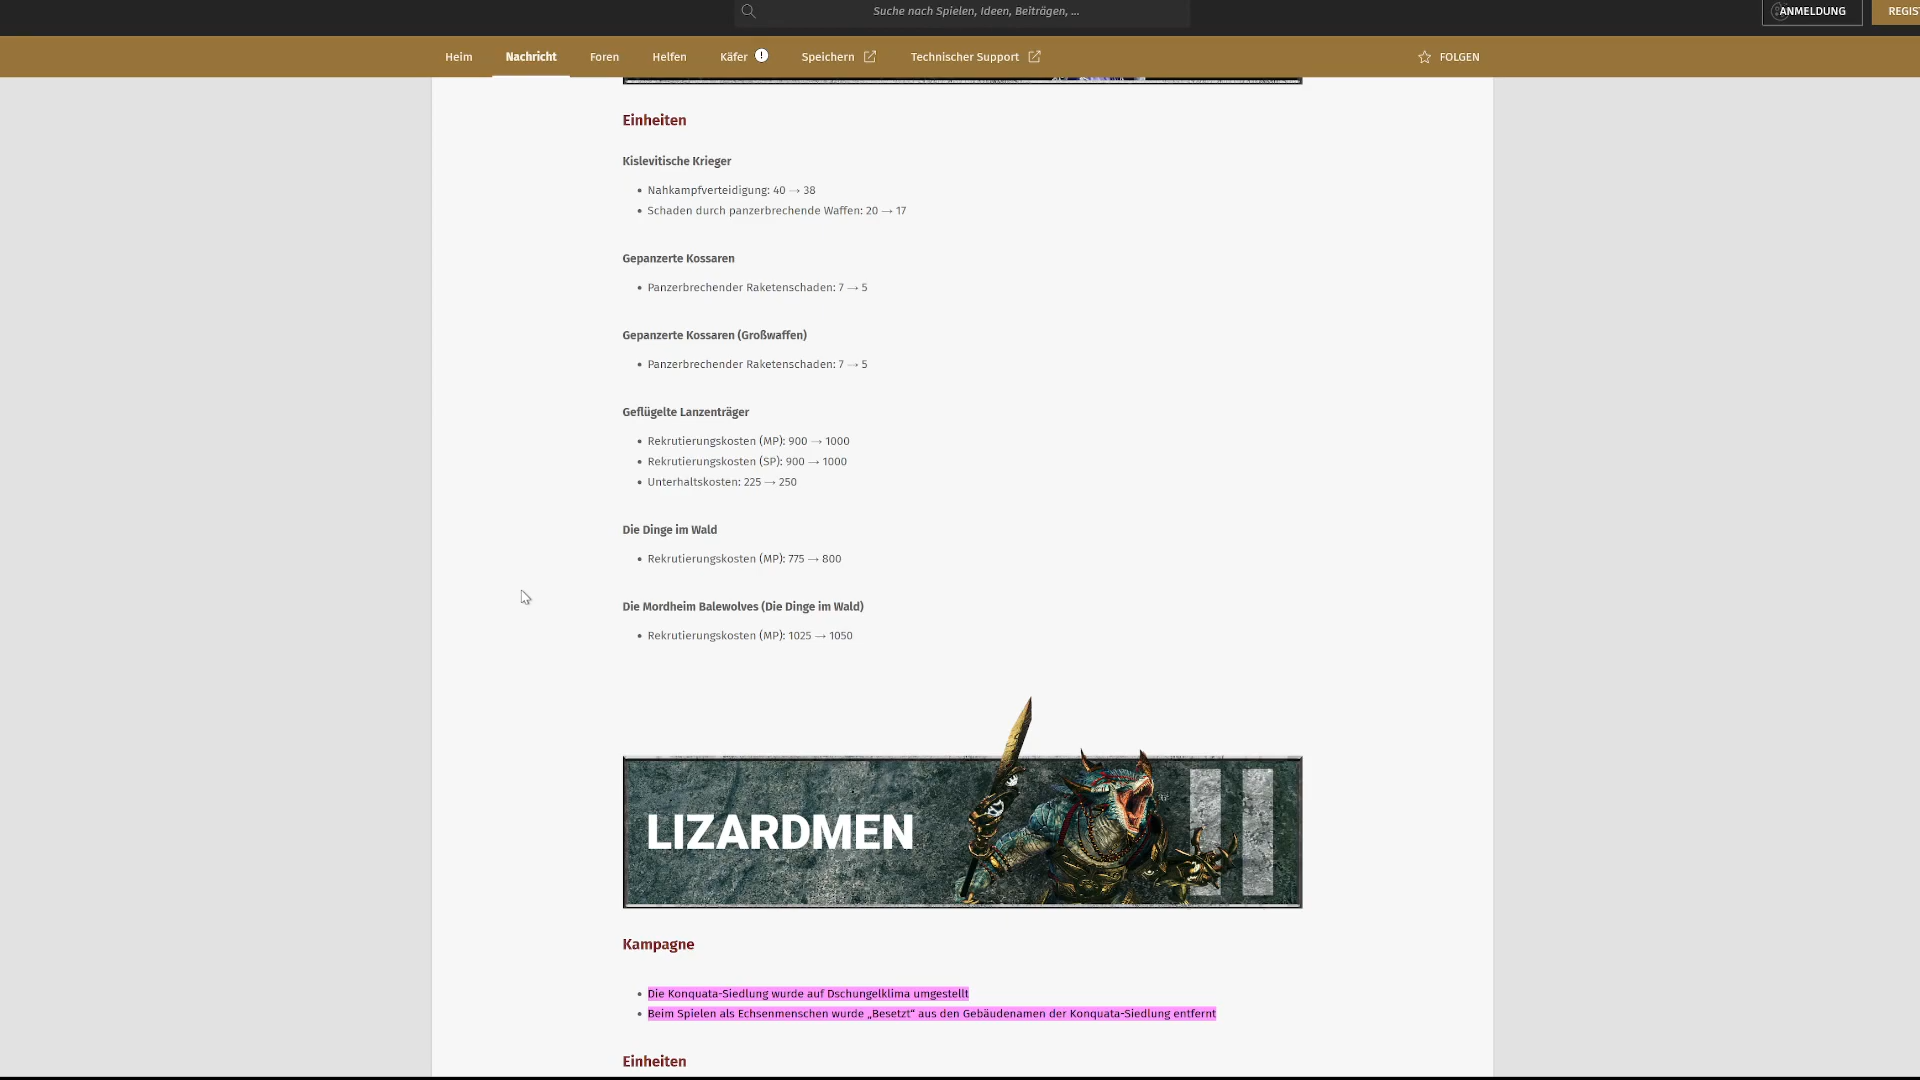 Suche nach Spielen, Ideen, Beiträgen, ...
ANMELDUNG
REGIS
Heim
Nachricht
Foren
Helfen
Käfer
Speichern
Technischer Support
FOLGEN
Einheiten
Kislevitische Krieger
• Nahkampfverteidigung: 40 → 38
• Schaden durch panzerbrechende Waffen: 20 → 17
Gepanzerte Kossaren
• Panzerbrechender Raketenschaden: 7 → 5
Gepanzerte Kossaren (Großwaffen)
• Panzerbrechender Raketenschaden: 7 → 5
Geflügelte Lanzenträger
• Rekrutierungskosten (MP): 900 → 1000
• Rekrutierungskosten (SP): 900 → 1000
• Unterhaltskosten: 225 → 250
Die Dinge im Wald
• Rekrutierungskosten (MP): 775 → 800
Die Mordheim Balewolves (Die Dinge im Wald)
• Rekrutierungskosten (MP): 1025 → 1050
LIZARDMEN
Kampagne
• Die Konquata-Siedlung wurde auf Dschungelklima umgestellt
• Beim Spielen als Echsenmenschen wurde „Besetzt“ aus den Gebäudenamen der Konquata-Siedlung entfernt
Einheiten